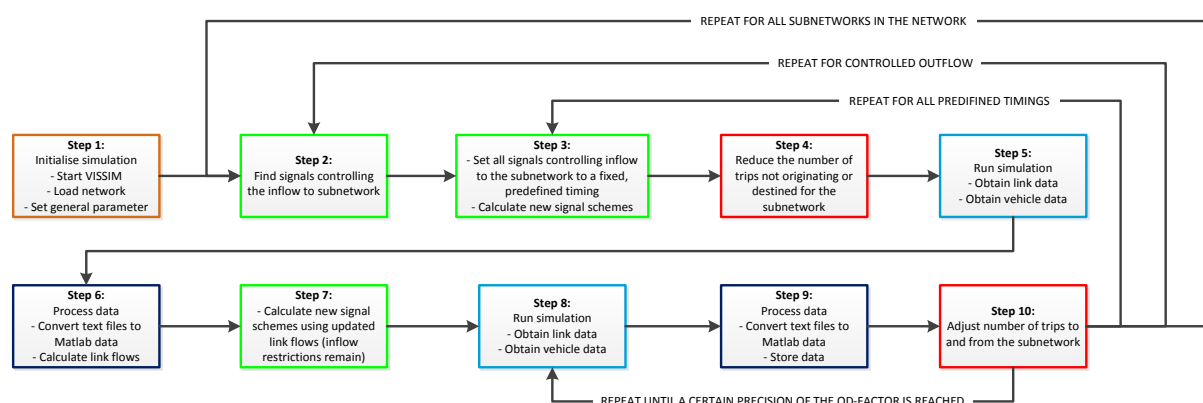 REPEAT FOR ALL SUBNETWORKS IN THE NETWORK
REPEAT FOR CONTROLLED OUTFLOW
REPEAT FOR ALL PREDIFINED TIMINGS
Step 1:
Initialise simulation
- Start VISSIM
- Load network
- Set general parameter
Step 2:
Find signals controlling
the inflow to subnetwork
Step 3:
- Set all signals controlling inflow
to the subnetwork to a fixed,
predefined timing
- Calculate new signal schemes
Step 4:
Reduce the number of
trips not originating or
destined for the
subnetwork
Step 5:
Run simulation
- Obtain link data
- Obtain vehicle data
Step 6:
Process data
- Convert text files to
Matlab data
- Calculate link flows
Step 7:
- Calculate new signal
schemes using updated
link flows (inflow
restrictions remain)
Step 8:
Run simulation
- Obtain link data
- Obtain vehicle data
Step 9:
Process data
- Convert text files to
Matlab data
- Store data
Step 10:
Adjust number of trips to
and from the subnetwork
REPEAT UNTIL A CERTAIN PRECISION OF THE OD-FACTOR IS REACHED